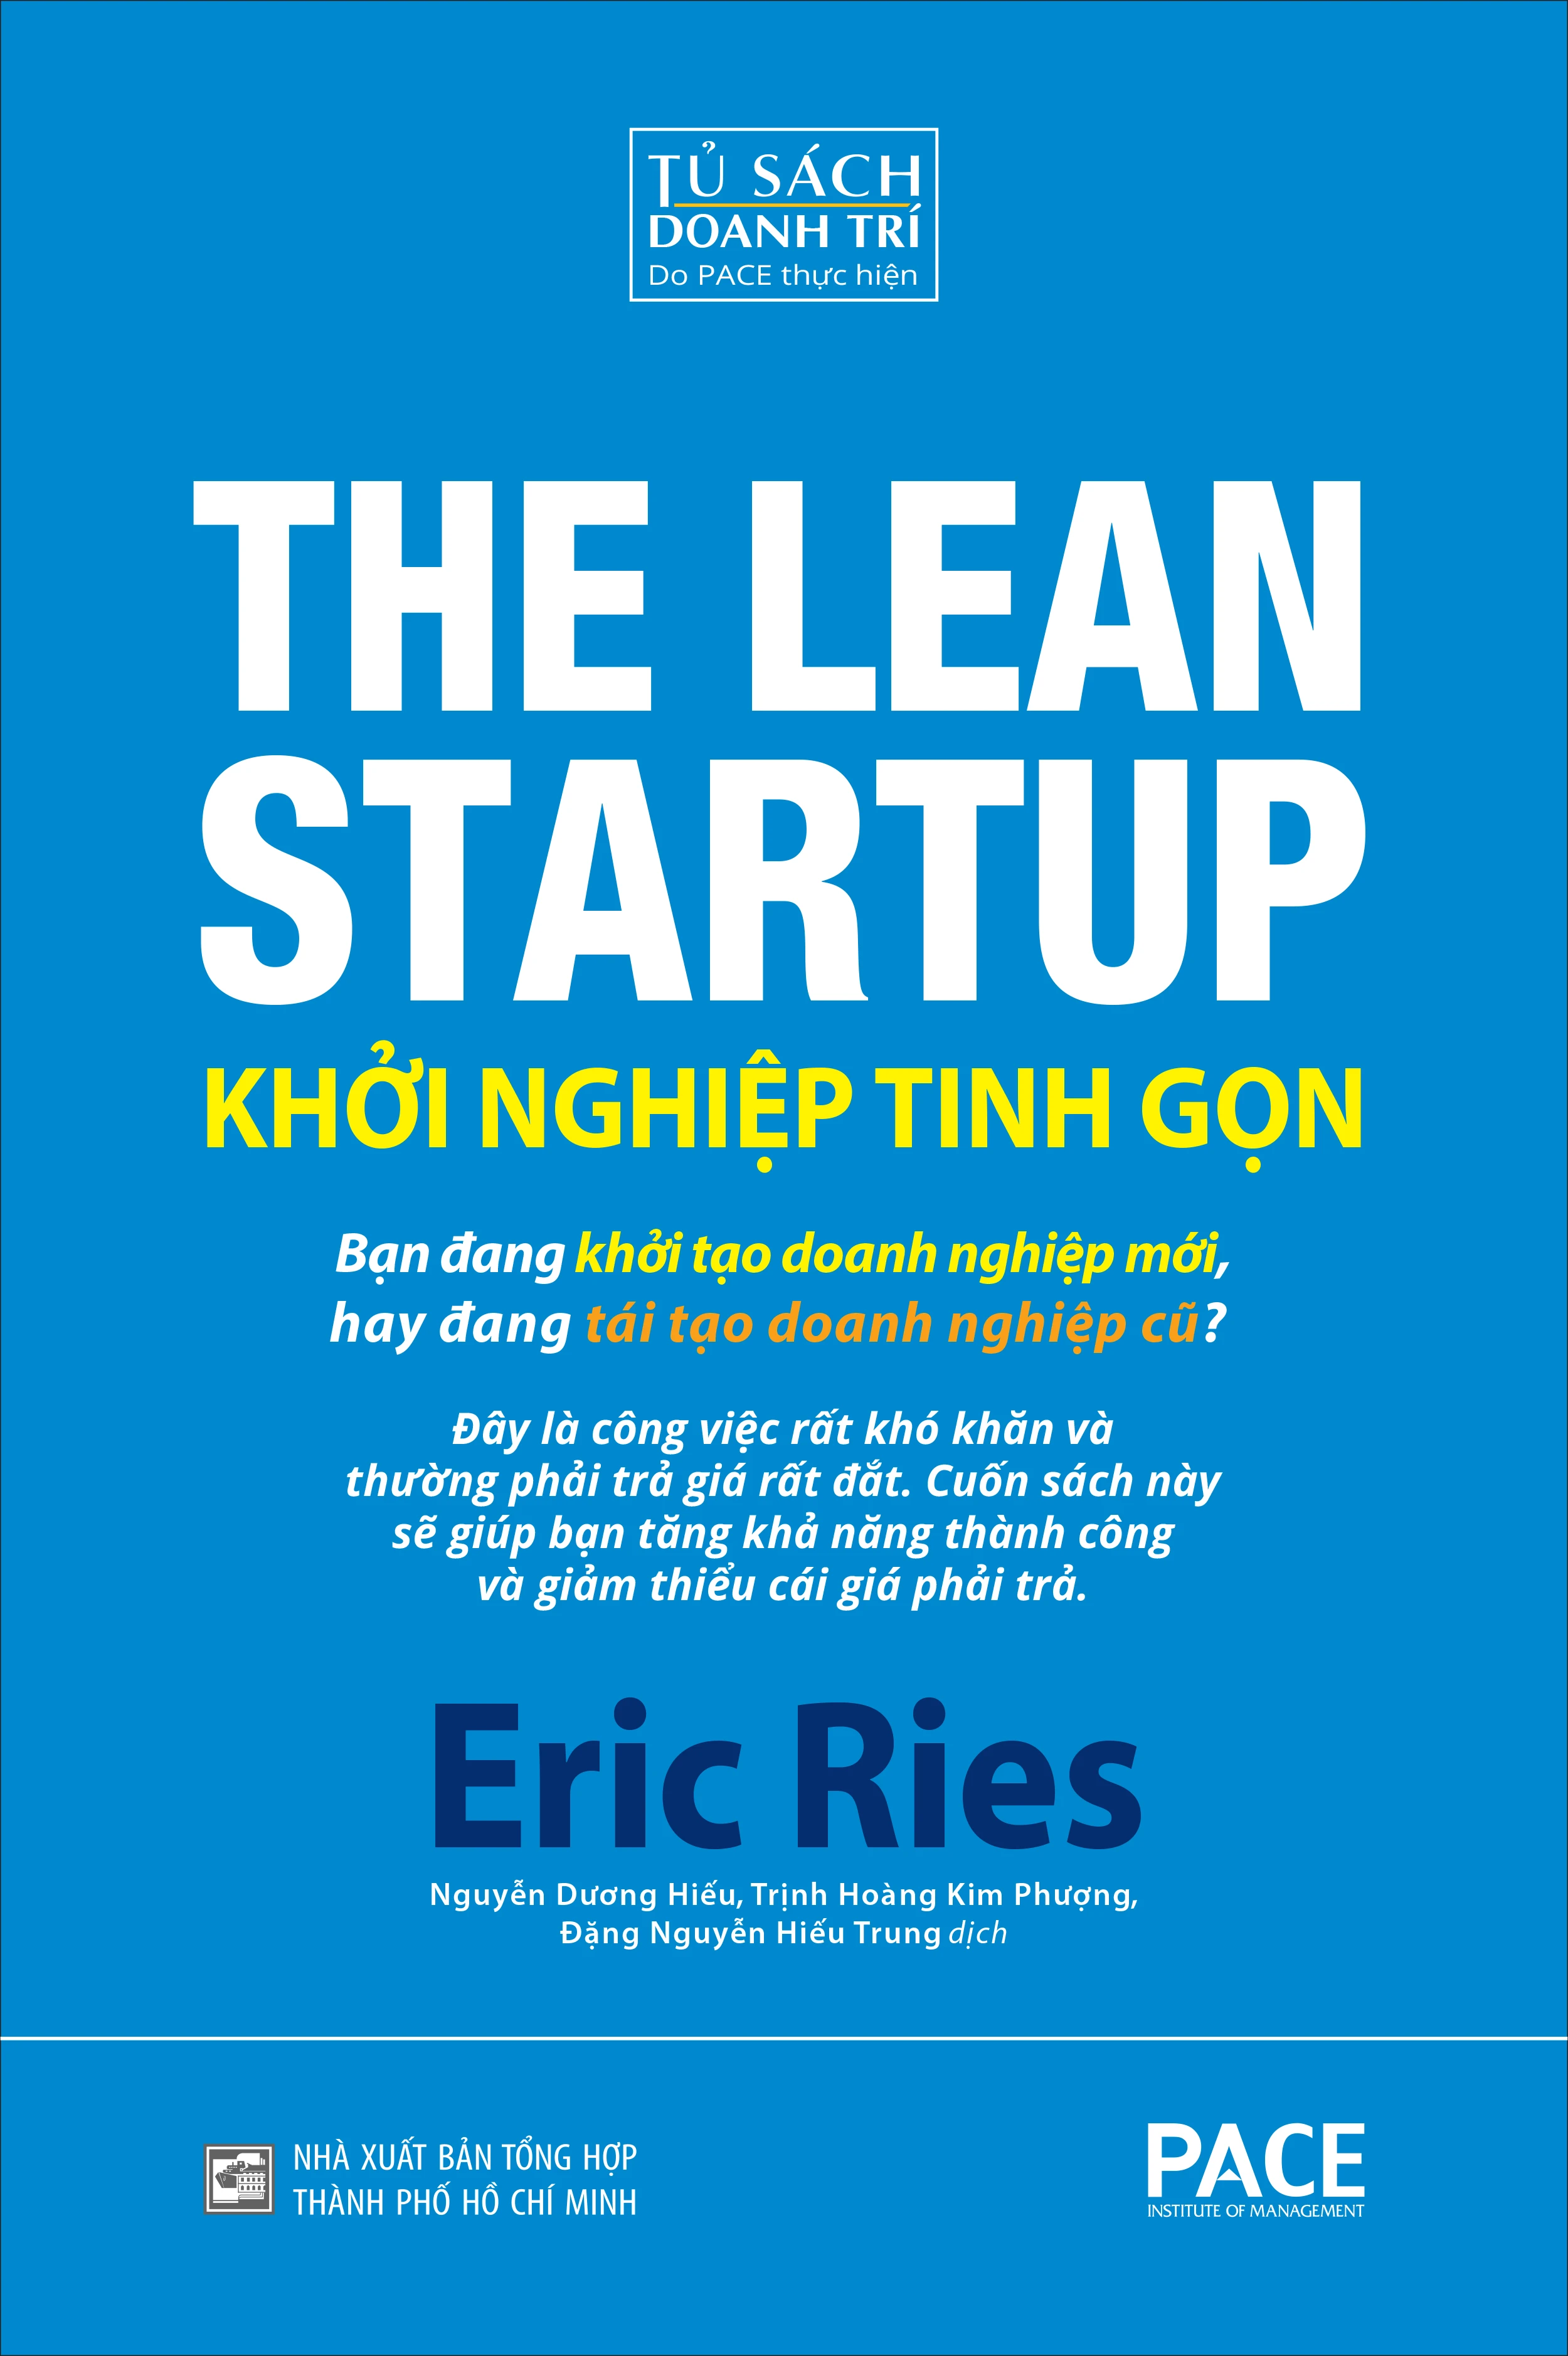 TỦ SÁCH
DOANH TRÍ
Do PACE thực hiện
THE LEAN
STARTUP
KHỞI NGHIỆP TINH GỌN
Bạn đang khởi tạo doanh nghiệp mới,
hay đang tái tạo doanh nghiệp cũ?
Đây là công việc rất khó khăn và
thường phải trả giá rất đắt. Cuốn sách này
sẽ giúp bạn tăng khả năng thành công
và giảm thiểu cái giá phải trả.
Eric Ries
Nguyễn Dương Hiếu, Trịnh Hoàng Kim Phượng,
Đặng Nguyễn Hiếu Trung dịch
NHÀ XUẤT BẢN TỔNG HỢP
THÀNH PHỐ HỒ CHÍ MINH
PACE
INSTITUTE OF MANAGEMENT